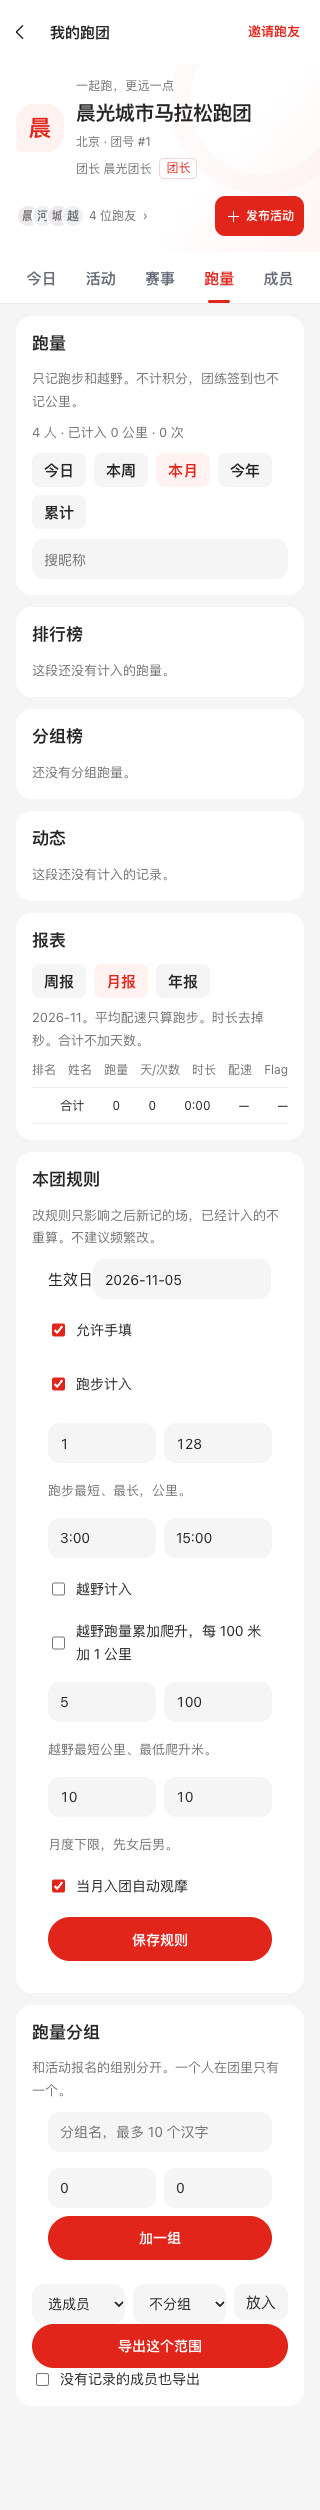 我的跑团
邀请跑友
一起跑，更远一点
晨
晨光城市马拉松跑团
北京 · 团号 #1
团长 晨光团长 团长
晨 河 城 越 4 位跑友 ›
＋ 发布活动
今日 活动 赛事 跑量 成员
跑量
只记跑步和越野。不计积分，团练签到也不
记公里。
4 人 · 已计入 0 公里 · 0 次
今日 本周 本月 今年
累计
搜昵称
排行榜
这段还没有计入的跑量。
分组榜
还没有分组跑量。
动态
这段还没有计入的记录。
报表
周报 月报 年报
2026-11。平均配速只算跑步。时长去掉
秒。合计不加天数。
排名 姓名 跑量 天/次数 时长 配速 Flag
合计 0 0 0:00 — —
本团规则
改规则只影响之后新记的场，已经计入的不
重算。不建议频繁改。
生效日 2026-11-05
允许手填
跑步计入
1 128
跑步最短、最长，公里。
3:00 15:00
越野计入
越野跑量累加爬升，每 100 米
加 1 公里
5 100
越野最短公里、最低爬升米。
10 10
月度下限，先女后男。
当月入团自动观摩
保存规则
跑量分组
和活动报名的组别分开。一个人在团里只有
一个。
分组名，最多 10 个汉字
0 0
加一组
选成员 不分组 放入
导出这个范围
没有记录的成员也导出